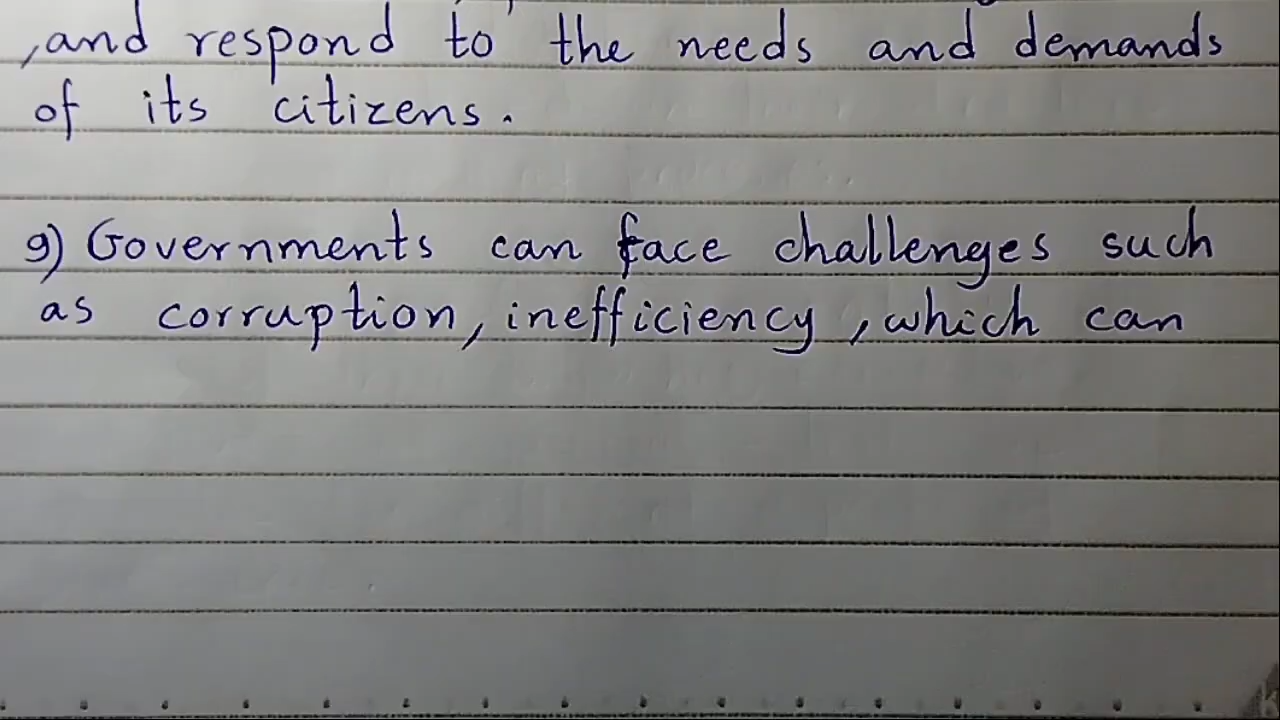 ,and respond to the needs and demands
of its citizens.
9) Governments can face challenges such
as corruption, inefficiency, which can